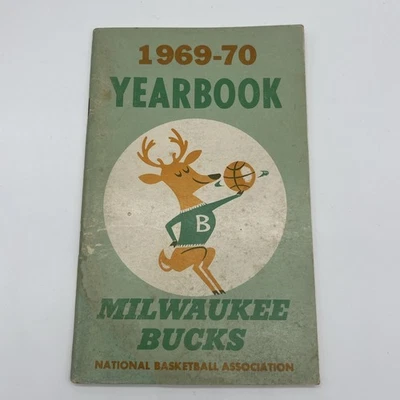 1969-70
YEARBOOK
B
MILWAUKEE
BUCKS
NATIONAL BASKETBALL ASSOCIATION